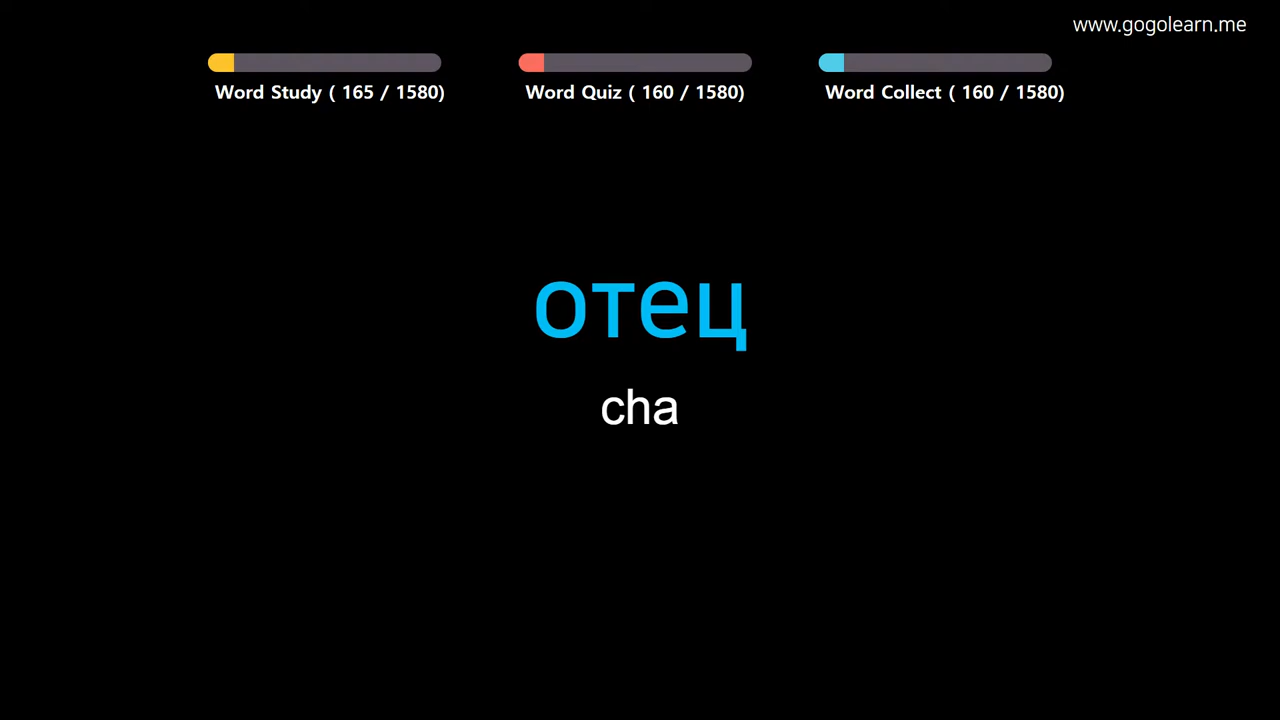 www.gogolearn.me
Word Study ( 165 / 1580)
Word Quiz ( 160 / 1580)
Word Collect ( 160 / 1580)
отец
cha